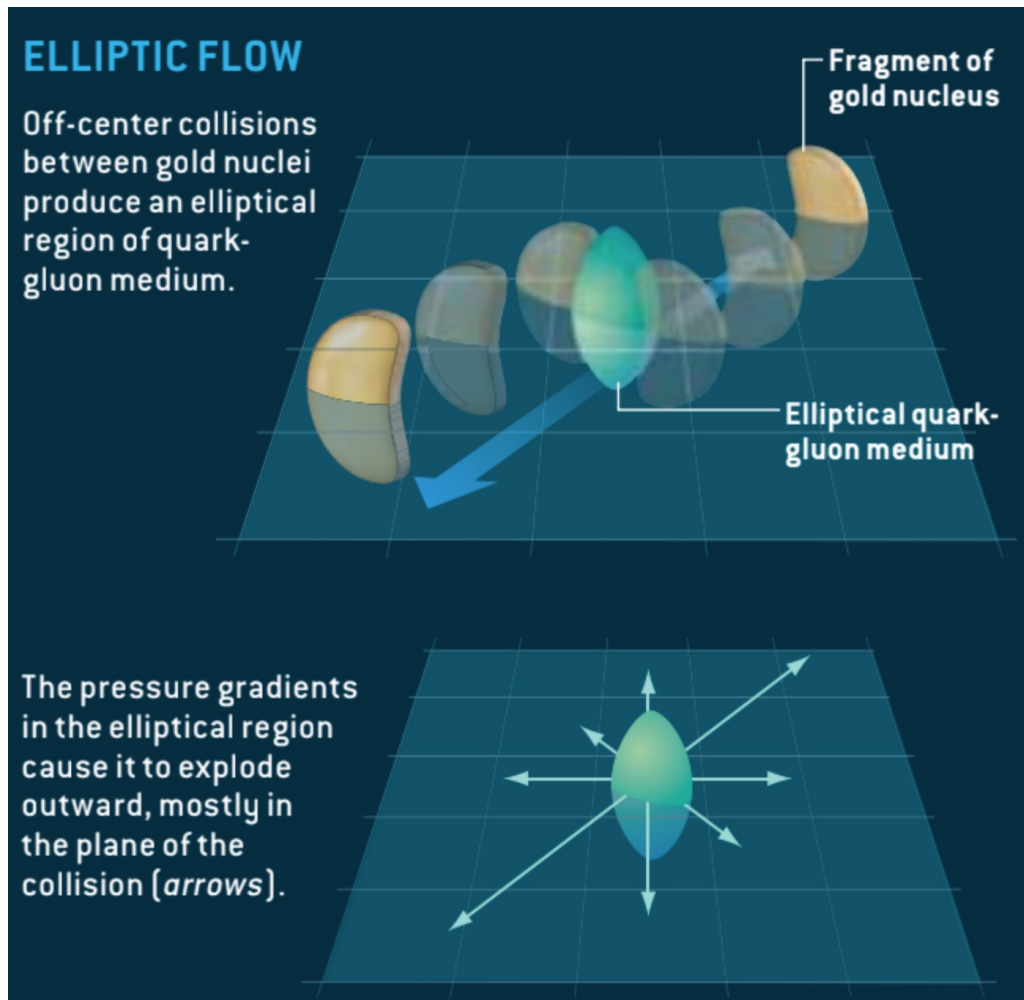 ELLIPTIC FLOW
Off-center collisions
between gold nuclei
produce an elliptical
region of quark-
gluon medium.
Fragment of
gold nucleus
Elliptical quark-
gluon medium
The pressure gradients
in the elliptical region
cause it to explode
outward, mostly in
the plane of the
collision (arrows).